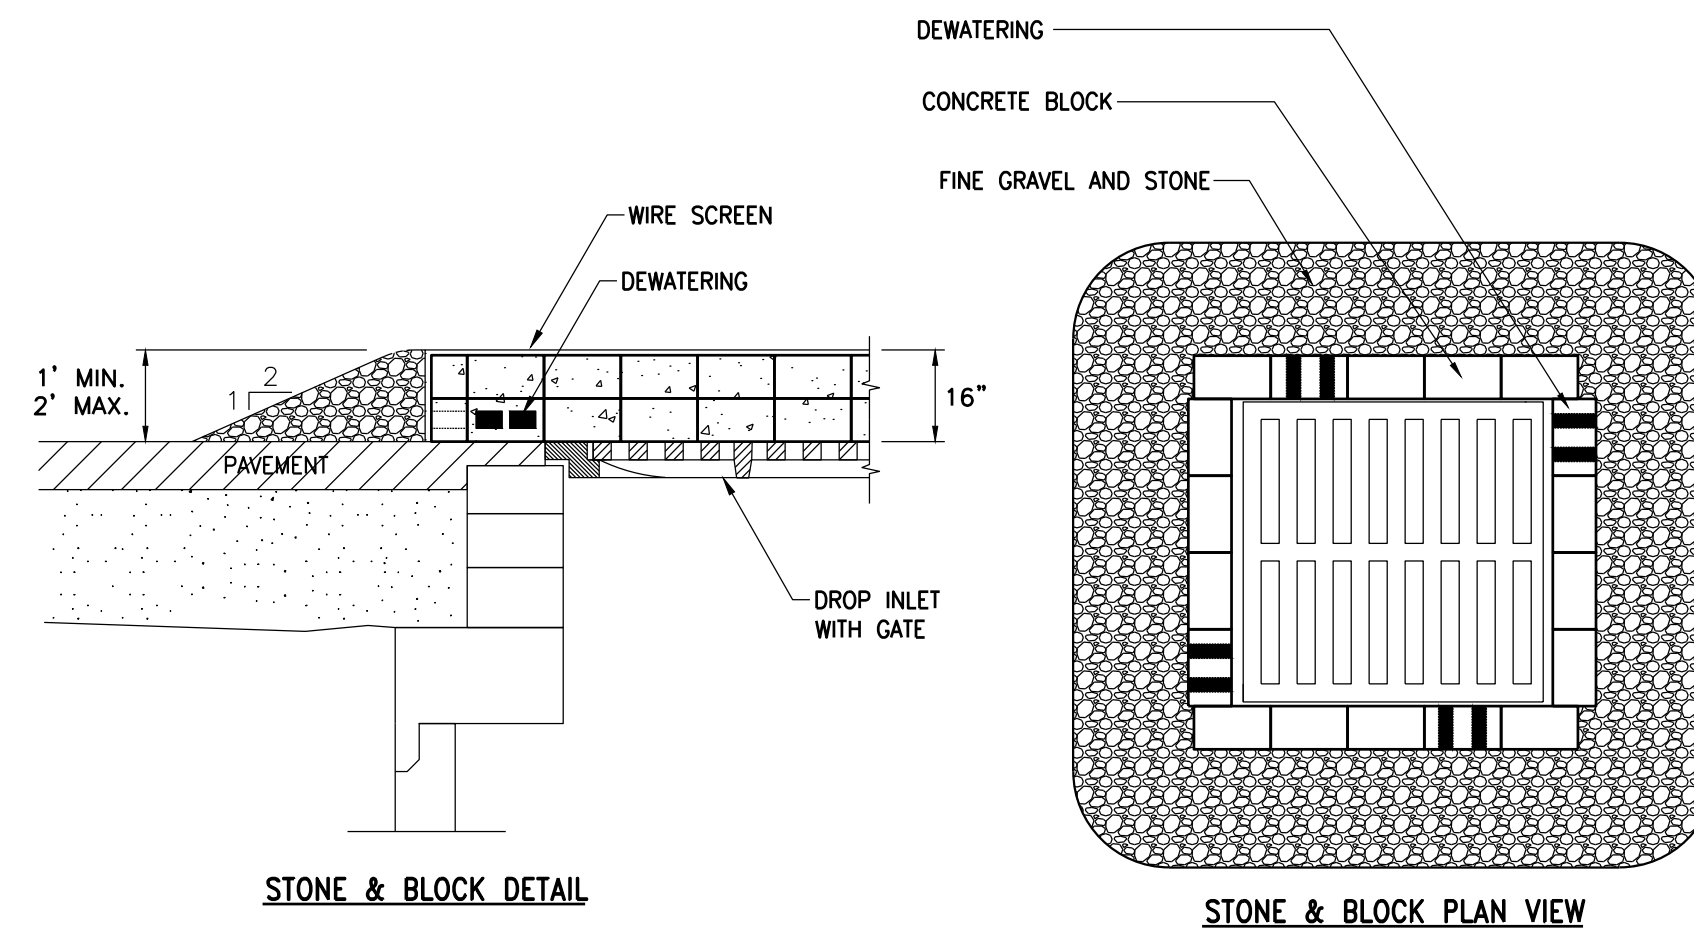 DEWATERING
CONCRETE BLOCK
FINE GRAVEL AND STONE
WIRE SCREEN
DEWATERING
1' MIN.
2' MAX.
2
1
16"
PAVEMENT
DROP INLET
WITH GATE
STONE & BLOCK DETAIL
STONE & BLOCK PLAN VIEW